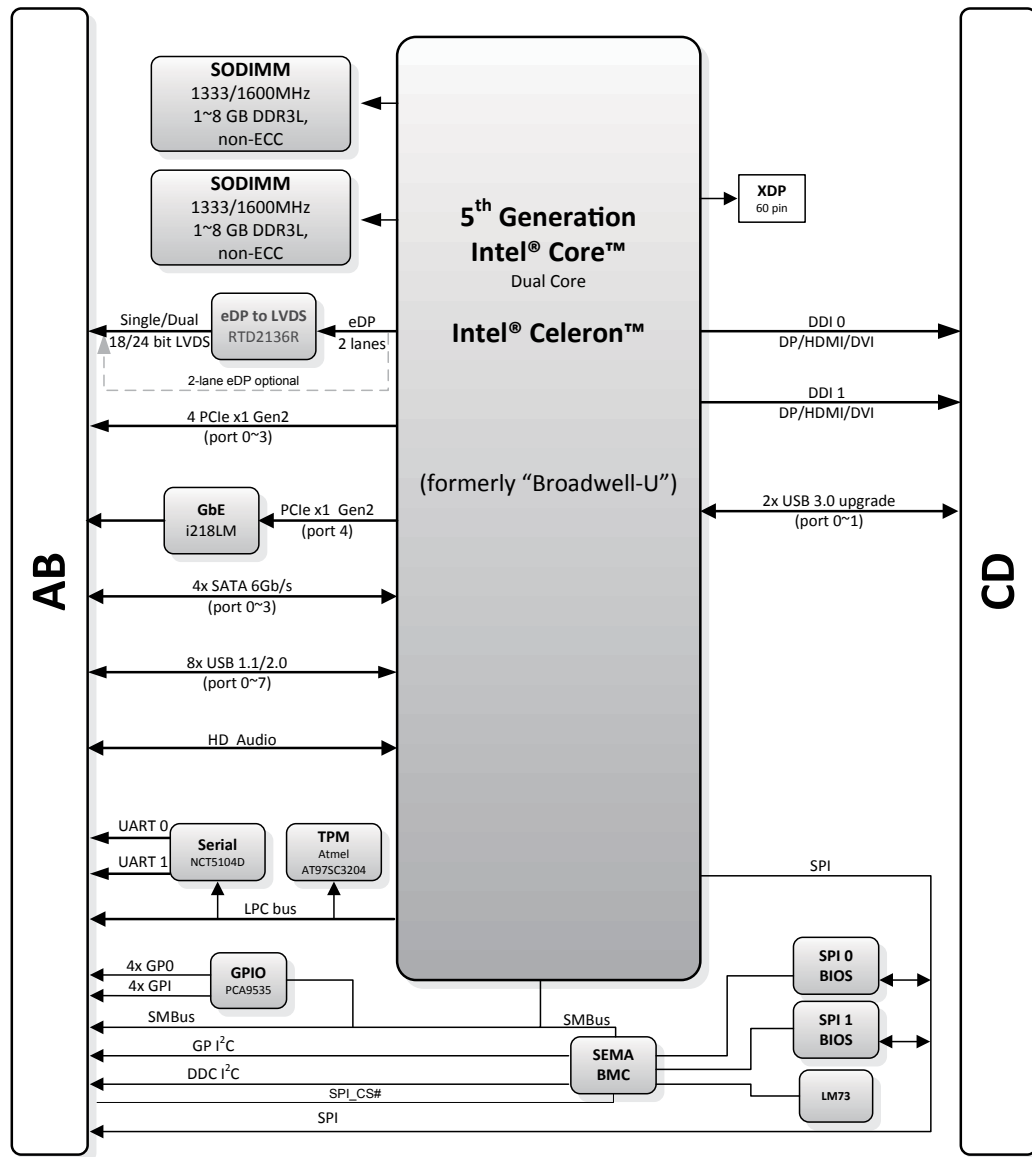 AB
SODIMM
1333/1600MHz
1~8 GB DDR3L,
non-ECC
SODIMM
1333/1600MHz
1~8 GB DDR3L,
non-ECC
Single/Dual
18/24 bit LVDS
eDP to LVDS
RTD2136R
eDP
2 lanes
2-lane eDP optional
4 PCIe x1 Gen2
(port 0~3)
GbE
i218LM
PCIe x1 Gen2
(port 4)
4x SATA 6Gb/s
(port 0~3)
8x USB 1.1/2.0
(port 0~7)
HD Audio
UART 0
UART 1
Serial
NCT5104D
TPM
Atmel
AT97SC3204
LPC bus
4x GP0
4x GPI
GPIO
PCA9535
SMBus
GP I²C
DDC I²C
SPI_CS#
SPI
5th Generation
Intel® Core™
Dual Core
Intel® Celeron™
(formerly “Broadwell-U”)
XDP
60 pin
DDI 0
DP/HDMI/DVI
DDI 1
DP/HDMI/DVI
2x USB 3.0 upgrade
(port 0~1)
SPI
SMBus
SEMA
BMC
SPI 0
BIOS
SPI 1
BIOS
LM73
CD